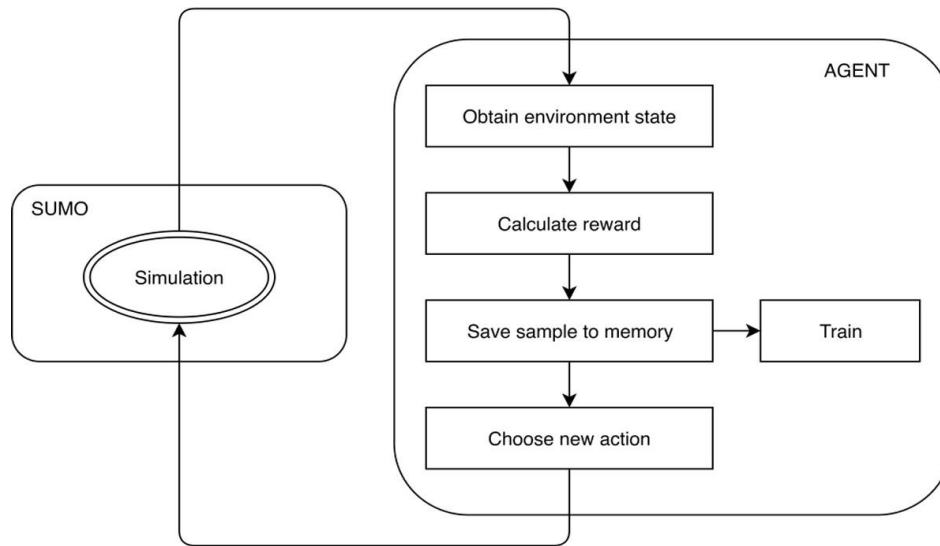 AGENT
Obtain environment state
Calculate reward
SUMO
Simulation
Save sample to memory
Train
Choose new action